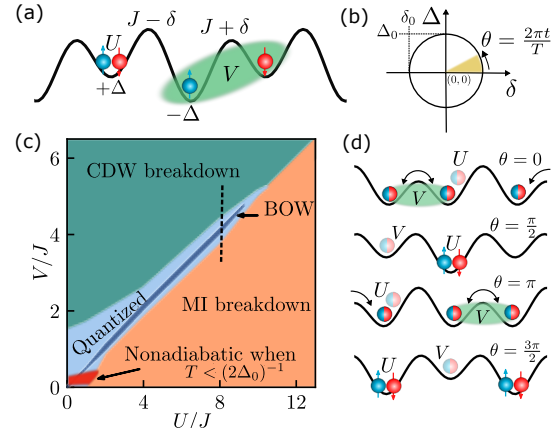 (a)
U
J − δ
J + δ
V
+Δ
−Δ
(b)
Δ
δ₀
Δ₀
θ = 2πt/T
(0, 0)
δ
(c)
CDW breakdown
BOW
Quantized
MI breakdown
Nonadiabatic when
T < (2Δ₀)⁻¹
V/J
6
4
2
0
0
4
8
12
U/J
(d)
U
θ = 0
V
V
U
θ = π/2
U
θ = π
V
U
V
θ = 3π/2